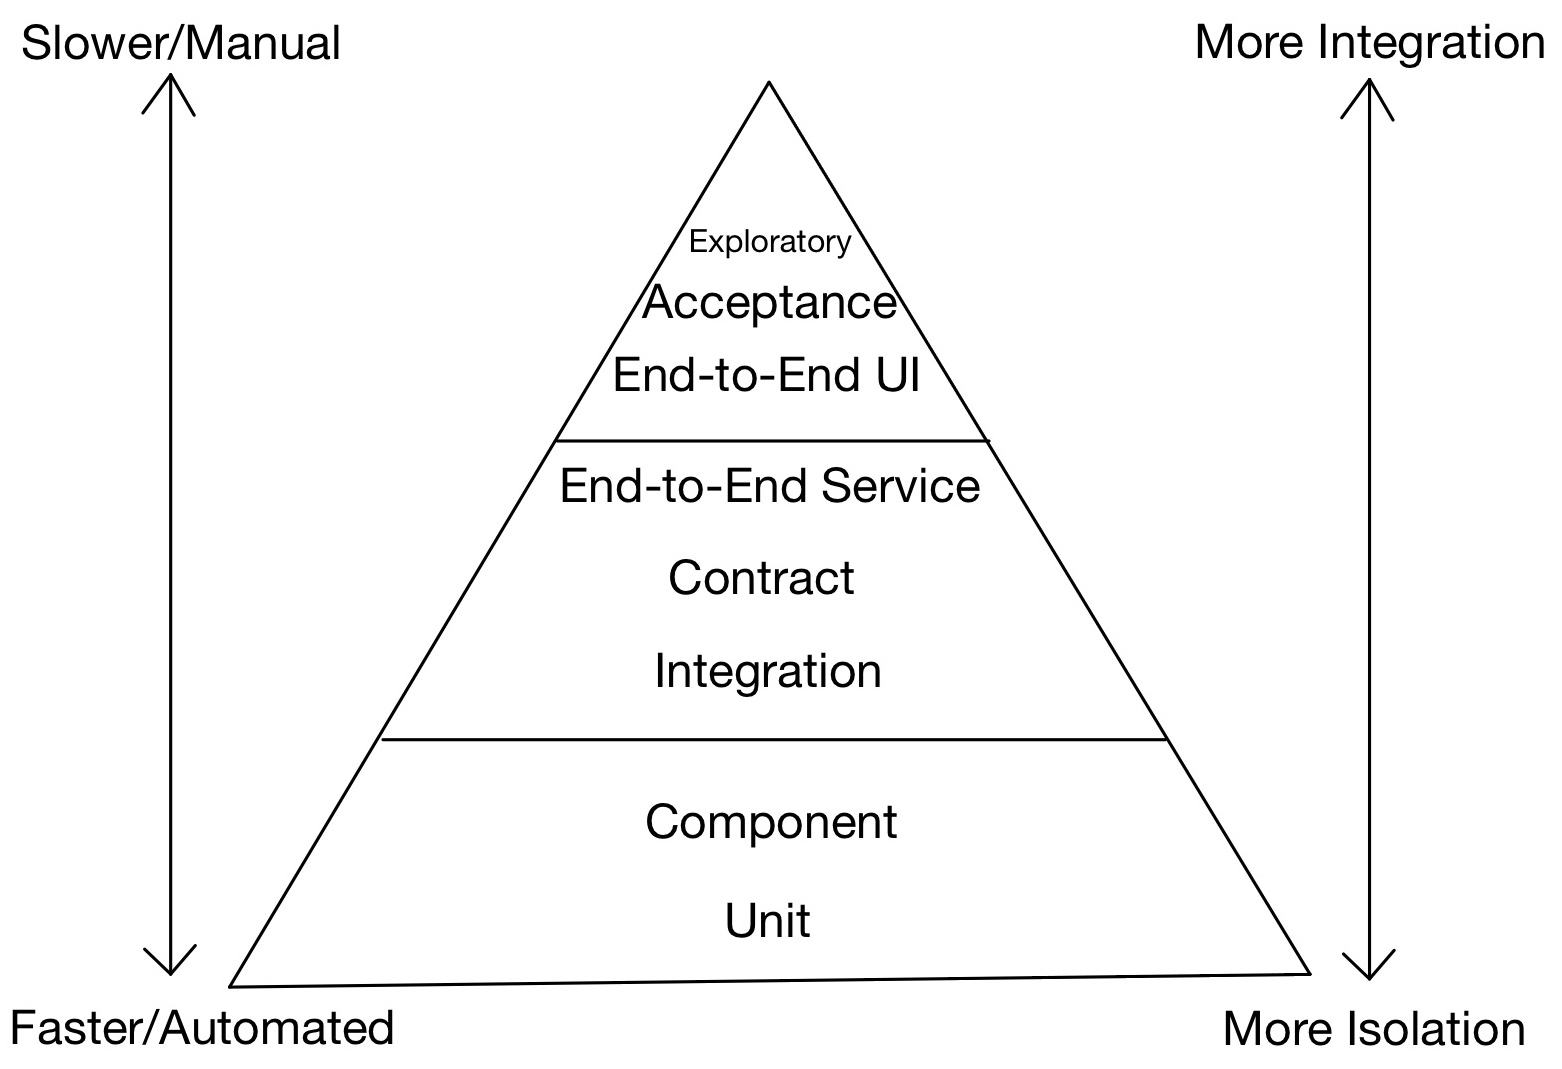 Slower/Manual
More Integration
Exploratory
Acceptance
End-to-End UI
End-to-End Service
Contract
Integration
Component
Unit
Faster/Automated
More Isolation